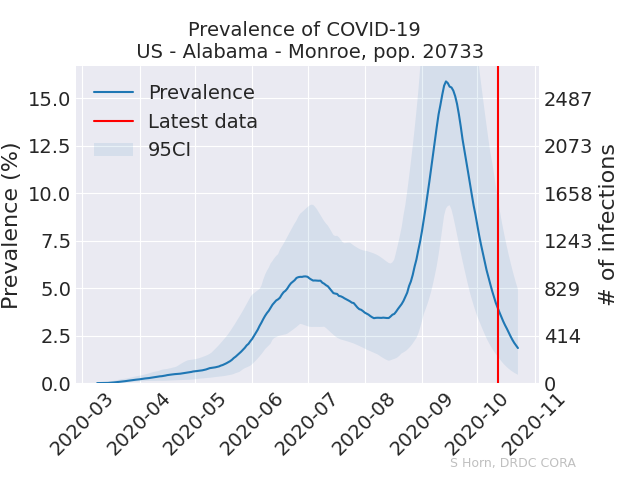 Prevalence of COVID-19
US - Alabama - Monroe, pop. 20733
Prevalence
Latest data
95CI
Prevalence (%)
15.0
12.5
10.0
7.5
5.0
2.5
0.0
2487
2073
1658
1243
829
414
0
# of infections
2020-03
2020-04
2020-05
2020-06
2020-07
2020-08
2020-09
2020-10
2020-11
S Horn, DRDC CORA